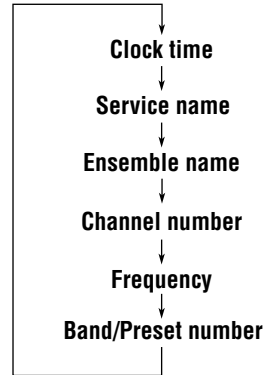 Clock time
Service name
Ensemble name
Channel number
Frequency
Band/Preset number